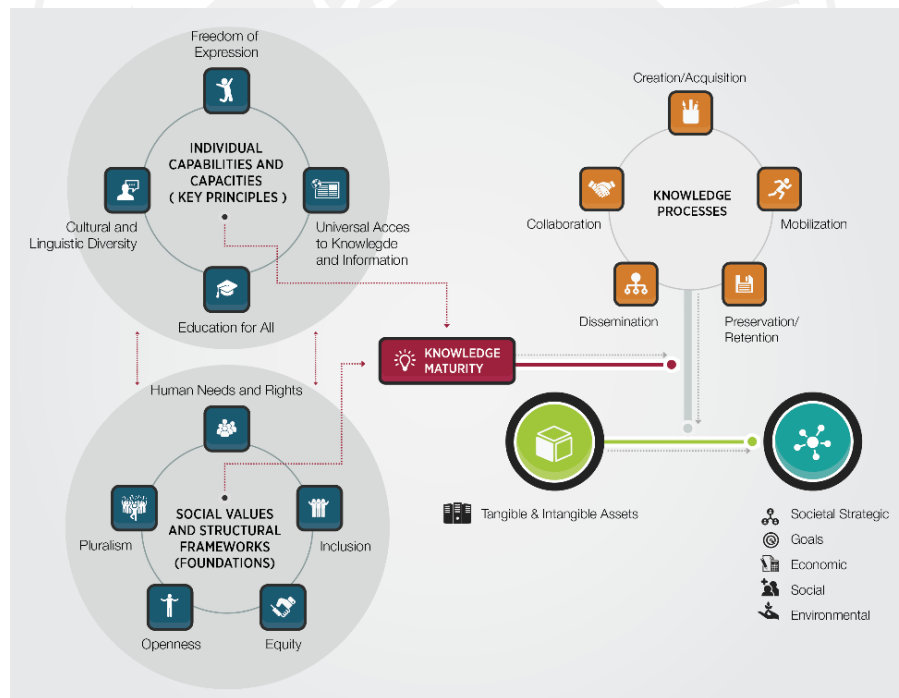 Freedom of
Expression
INDIVIDUAL
CAPABILITIES AND
CAPACITIES
( KEY PRINCIPLES )
Cultural and
Linguistic Diversity
Universal Acces
to Knowlegde
and Information
Education for All
Human Needs and Rights
SOCIAL VALUES
AND STRUCTURAL
FRAMEWORKS
(FOUNDATIONS)
Pluralism
Inclusion
Openness
Equity
KNOWLEDGE
MATURITY
Creation/Acquisition
KNOWLEDGE
PROCESSES
Collaboration
Mobilization
Dissemination
Preservation/
Retention
Tangible & Intangible Assets
Societal Strategic
Goals
Economic
Social
Environmental